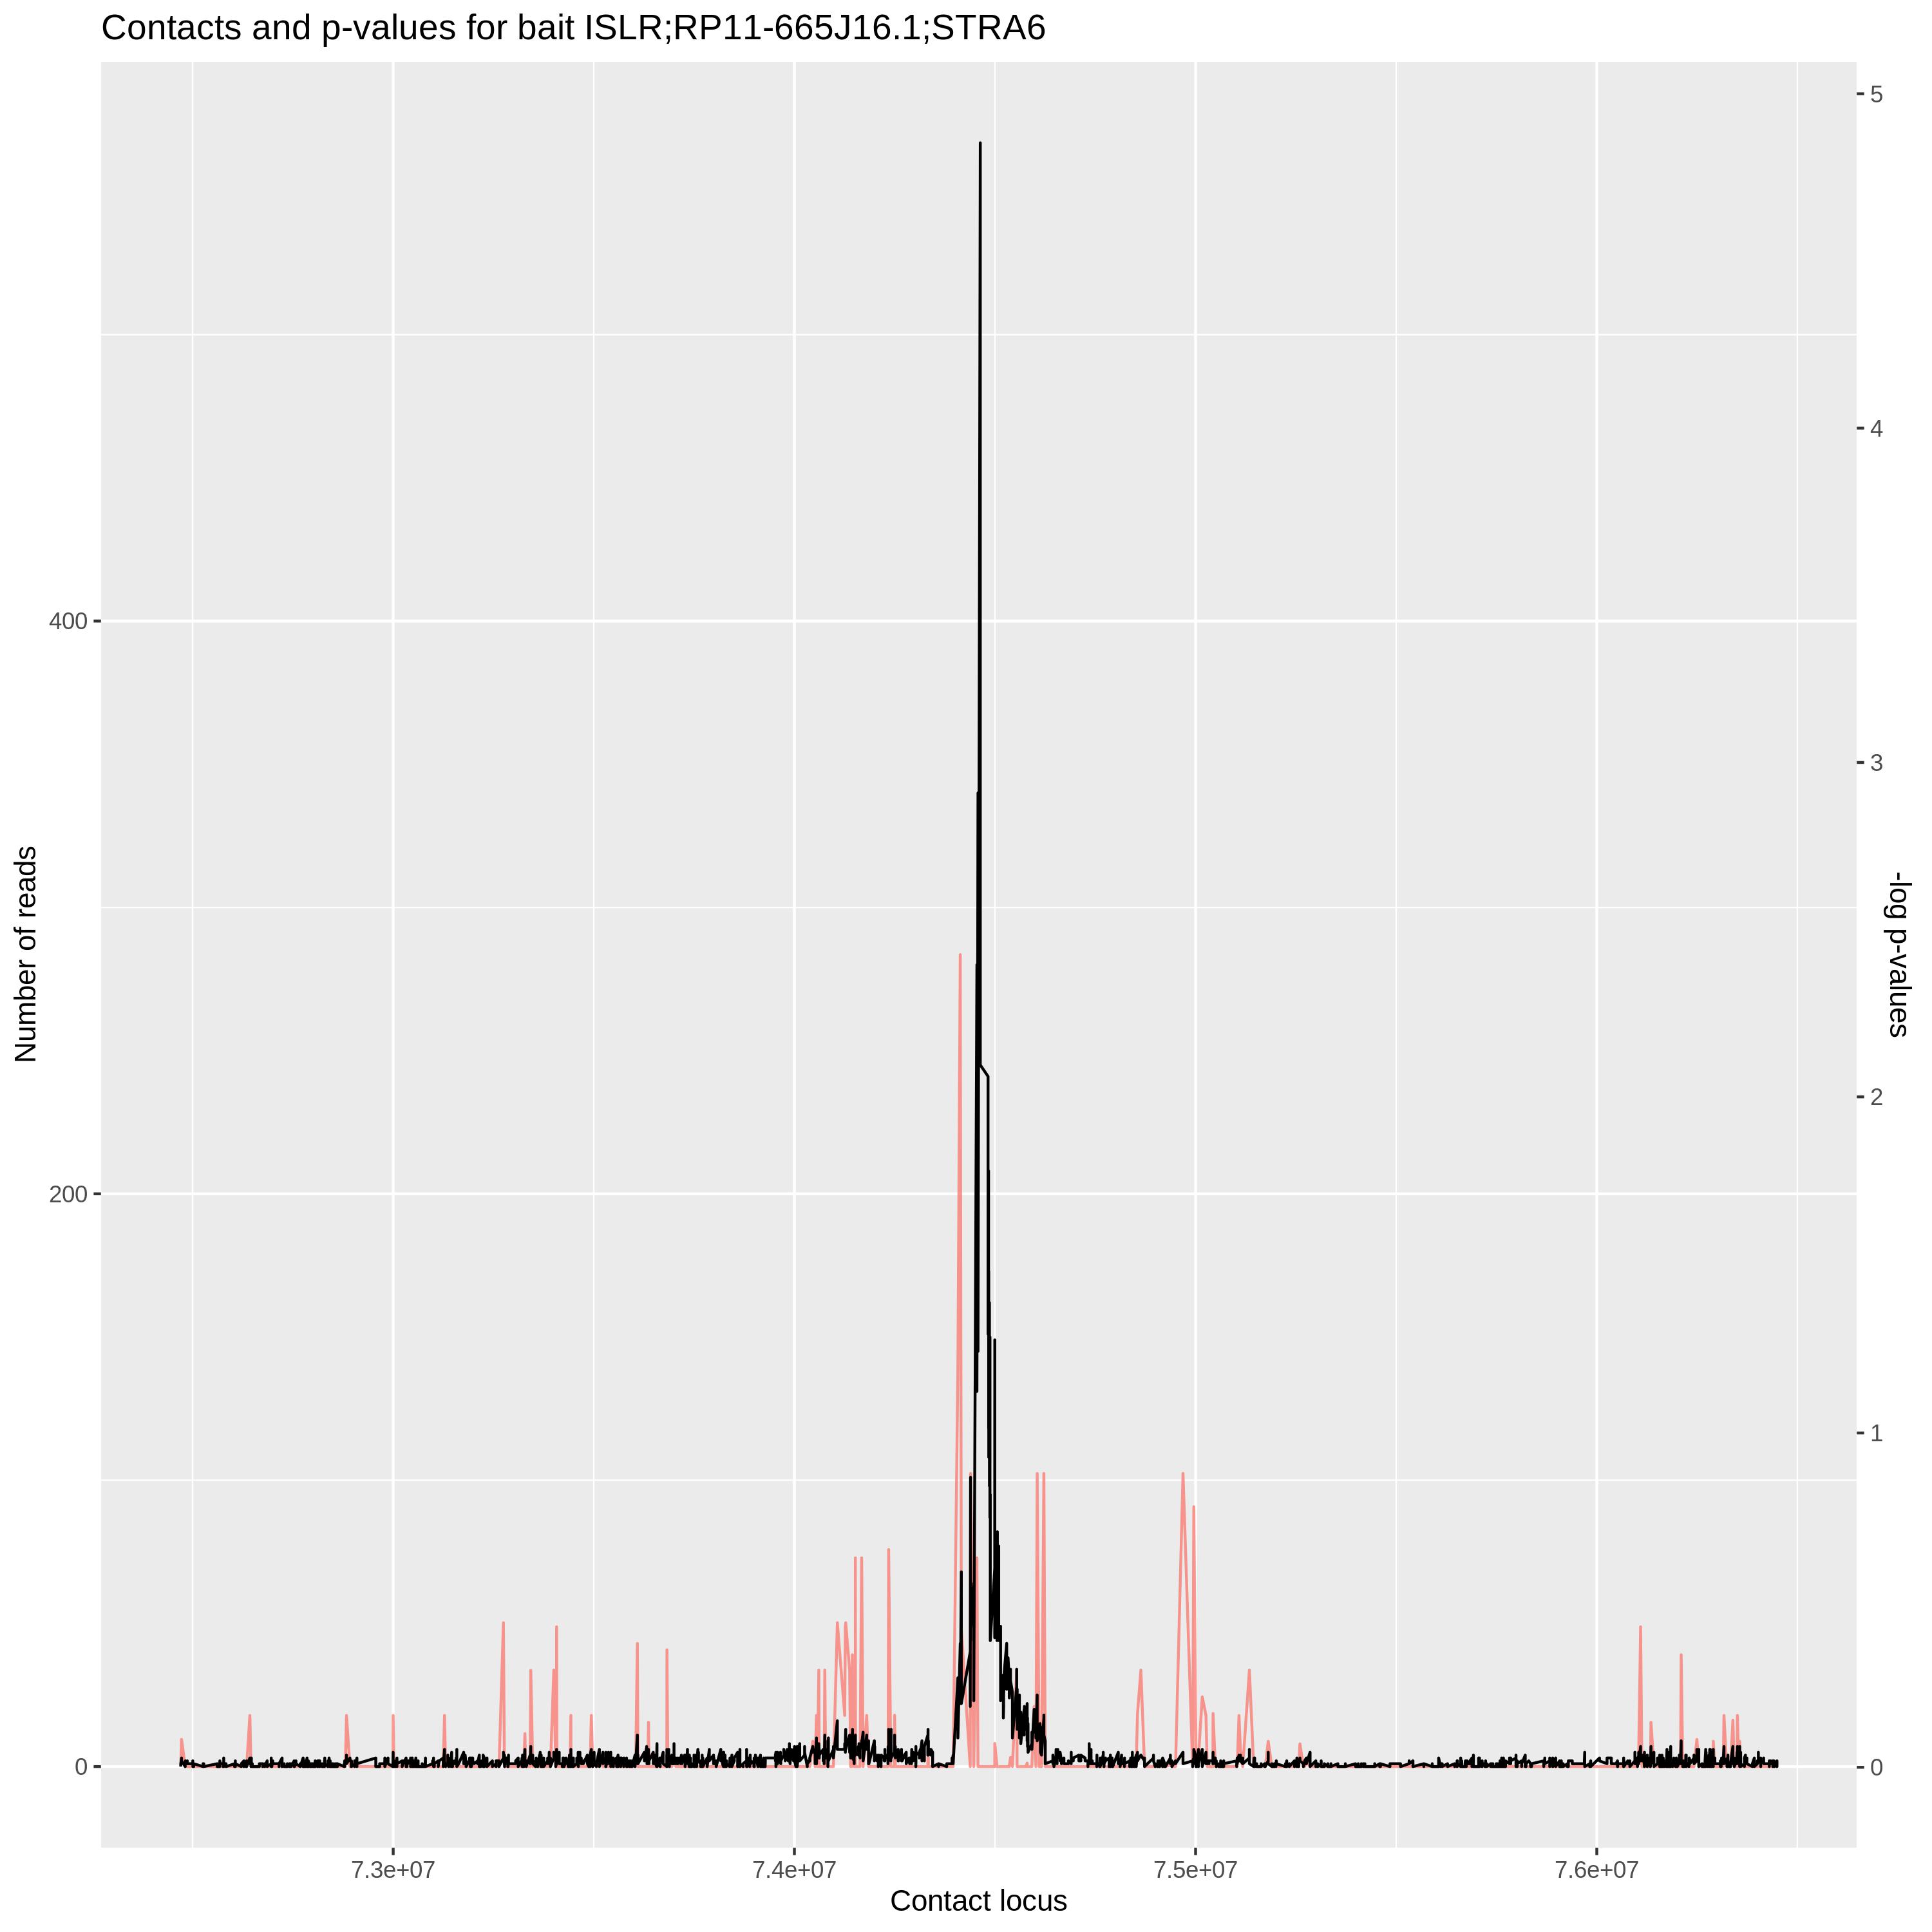 Contacts and p-values for bait ISLR;RP11-665J16.1;STRA6
Number of reads
400
200
0
5
4
3
2
1
0
-log p-values
7.3e+07 7.4e+07 7.5e+07 7.6e+07
Contact locus